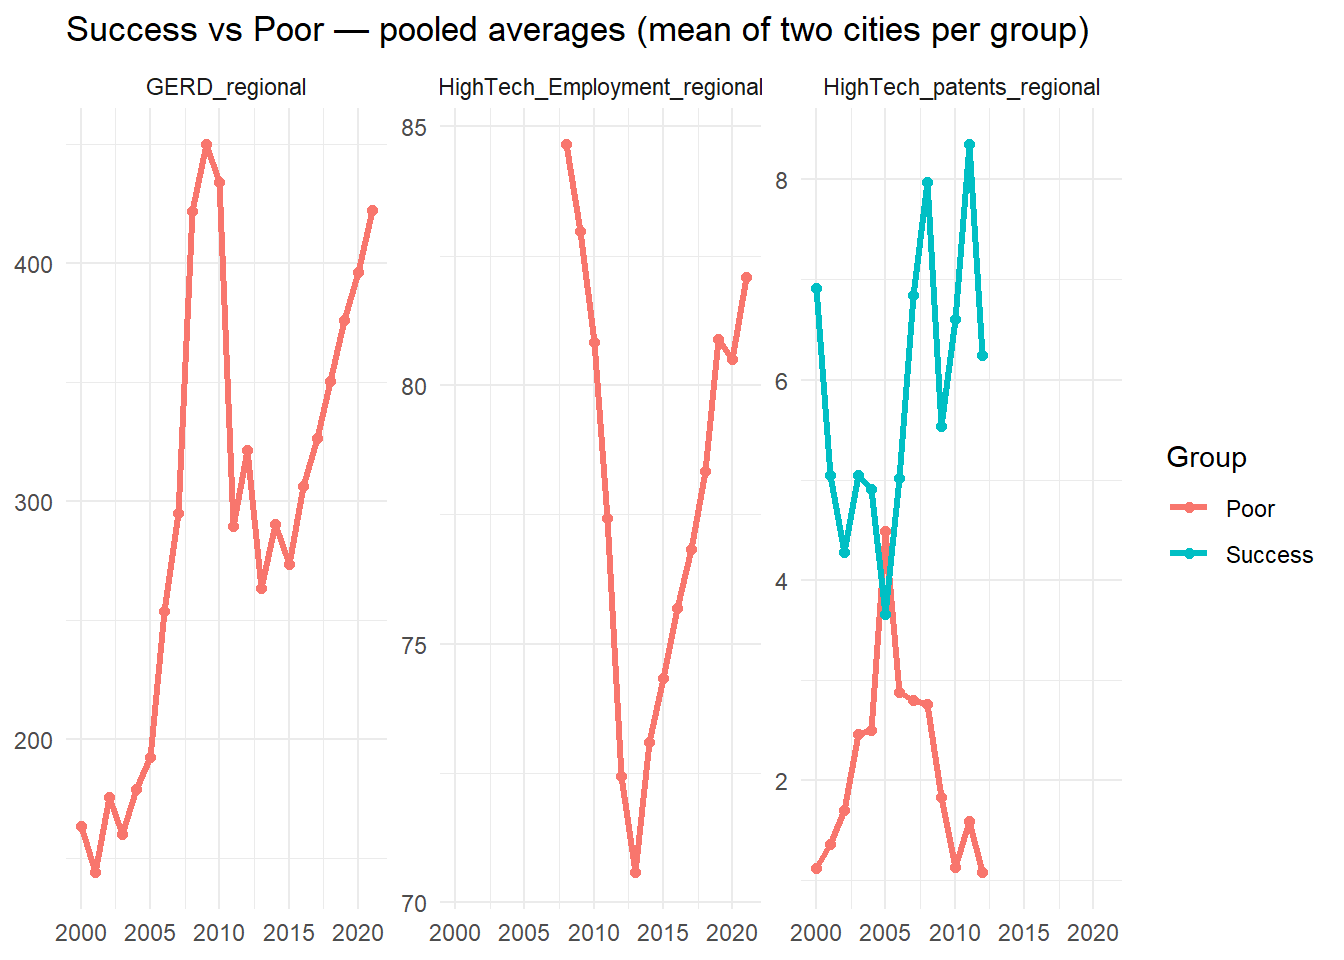 Success vs Poor — pooled averages (mean of two cities per group)
GERD_regional
HighTech_Employment_regional
HighTech_patents_regional
400
300
200
2000 2005 2010 2015 2020
85
80
75
70
2000 2005 2010 2015 2020
8
6
4
2
2000 2005 2010 2015 2020
Group
Poor
Success